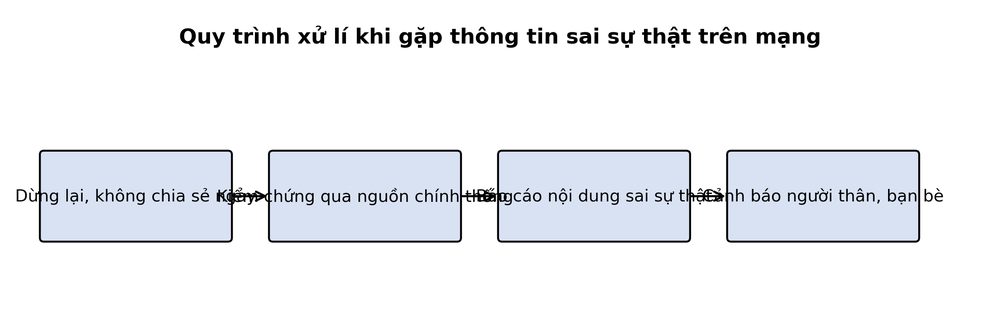 Quy trình xử lí khi gặp thông tin sai sự thật trên mạng
Dừng lại, không chia sẻ ngay
Kiểm chứng qua nguồn chính thống
Báo cáo nội dung sai sự thật
Cảnh báo người thân, bạn bè